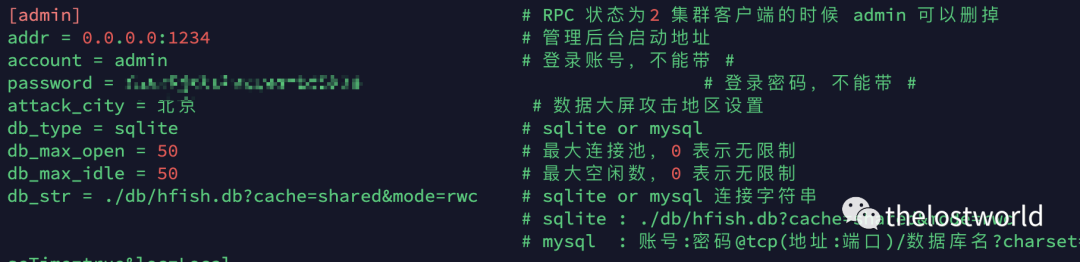 [admin] # RPC 状态为2 集群客户端的时候 admin 可以删掉
addr = 0.0.0.0:1234 # 管理后台启动地址
account = admin # 登录账号，不能带 #
password = # 登录密码，不能带 #
attack_city = 北京 # 数据大屏攻击地区设置
db_type = sqlite # sqlite or mysql
db_max_open = 50 # 最大连接池，0 表示无限制
db_max_idle = 50 # 最大空闲数，0 表示无限制
db_str = ./db/hfish.db?cache=shared&mode=rwc # sqlite or mysql 连接字符串
# sqlite : ./db/hfish.db?cache=shared&mode=rwc
# mysql : 账号:密码@tcp(地址:端口)/数据库名?charset=
thelostworld